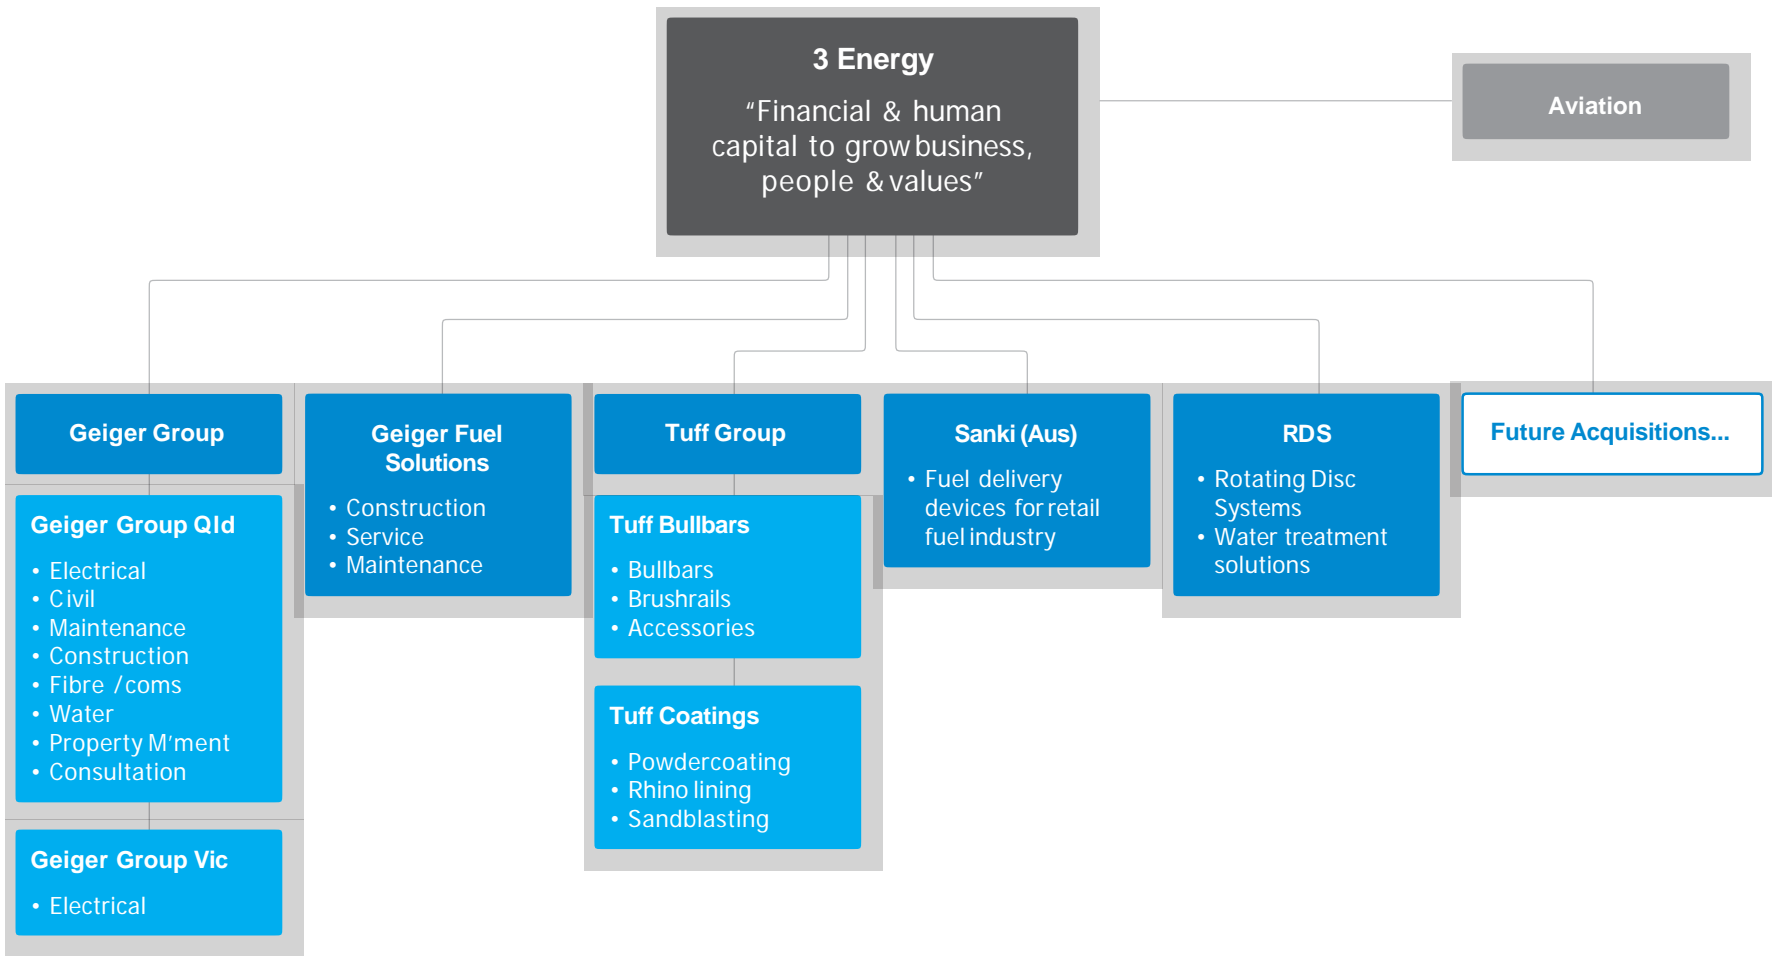 3 Energy
“Financial & human
capital to grow business,
people & values”
Aviation
Geiger Group
Geiger Group Qld
• Electrical
• Civil
• Maintenance
• Construction
• Fibre /coms
• Water
• Property M’ment
• Consultation
Geiger Group Vic
• Electrical
Geiger Fuel
Solutions
• Construction
• Service
• Maintenance
Tuff Group
Tuff Bullbars
• Bullbars
• Brushrails
• Accessories
Tuff Coatings
• Powdercoating
• Rhino lining
• Sandblasting
Sanki (Aus)
• Fuel delivery
devices for retail
fuel industry
RDS
• Rotating Disc
Systems
• Water treatment
solutions
Future Acquisitions...